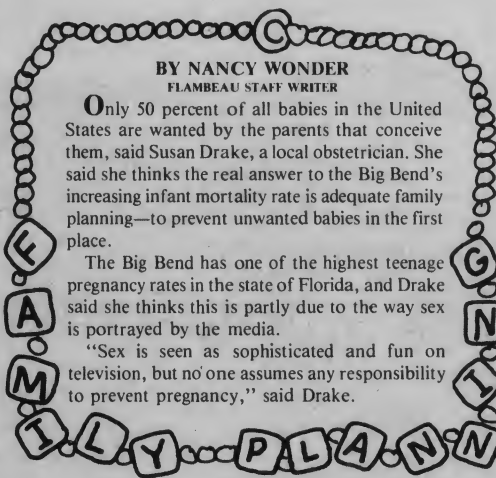 C
BY NANCY WONDER
FLAMBEAU STAFF WRITER
Only 50 percent of all babies in the United
States are wanted by the parents that conceive
them, said Susan Drake, a local obstetrician. She
said she thinks the real answer to the Big Bend's
increasing infant mortality rate is adequate family
planning—to prevent unwanted babies in the first
place.
The Big Bend has one of the highest teenage
pregnancy rates in the state of Florida, and Drake
said she thinks this is partly due to the way sex
is portrayed by the media.
"Sex is seen as sophisticated and fun on
television, but no one assumes any responsibility
to prevent pregnancy," said Drake.
FAMILY PLANNING